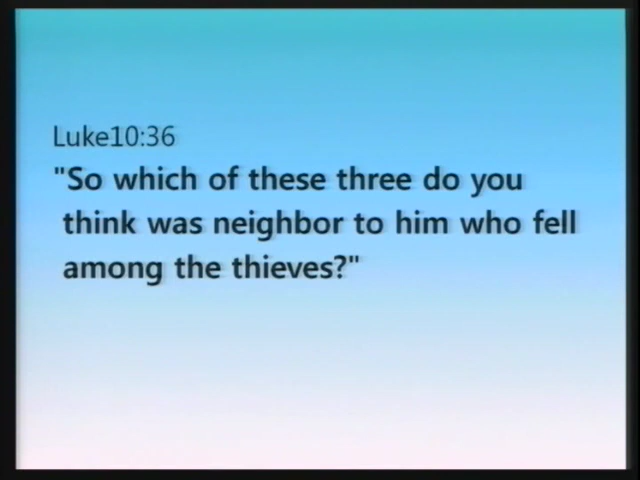 Luke10:36
"So which of these three do you
think was neighbor to him who fell
among the thieves?"